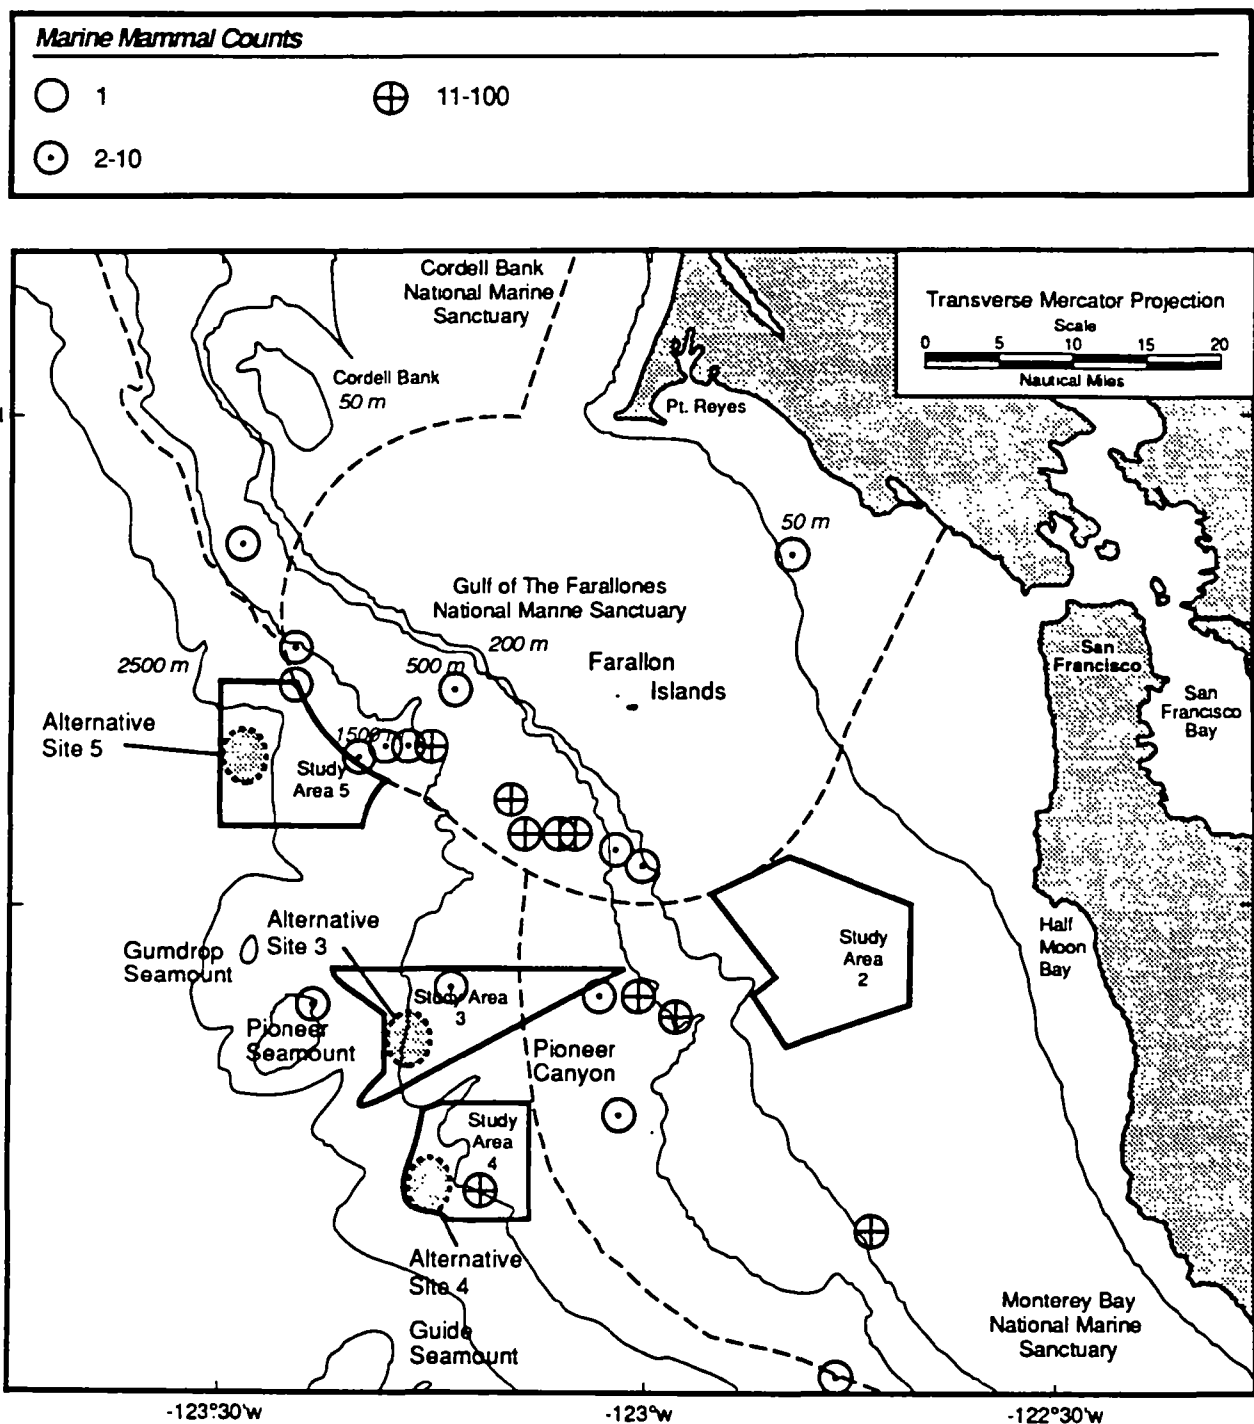 Marine Mammal Counts
1
11-100
2-10
Cordell Bank
National Marine
Sanctuary
Transverse Mercator Projection
Scale
0 5 10 15 20
Nautical Miles
Cordell Bank
50 m
Pt. Reyes
50 m
Gulf of The Farallones
National Marine Sanctuary
200 m
2500 m
500 m
Farallon
Islands
San
Francisco
San
Francisco
Bay
Alternative
Site 5
1500 m
Study
Area 5
Alternative
Site 3
Gumdrop
Seamount
Study
Area
2
Half
Moon
Bay
Study Area
3
Pioneer
Seamount
Pioneer
Canyon
Study
Area
4
Alternative
Site 4
Guide
Seamount
Monterey Bay
National Marine
Sanctuary
-123°30'W
-123°W
-122°30'W